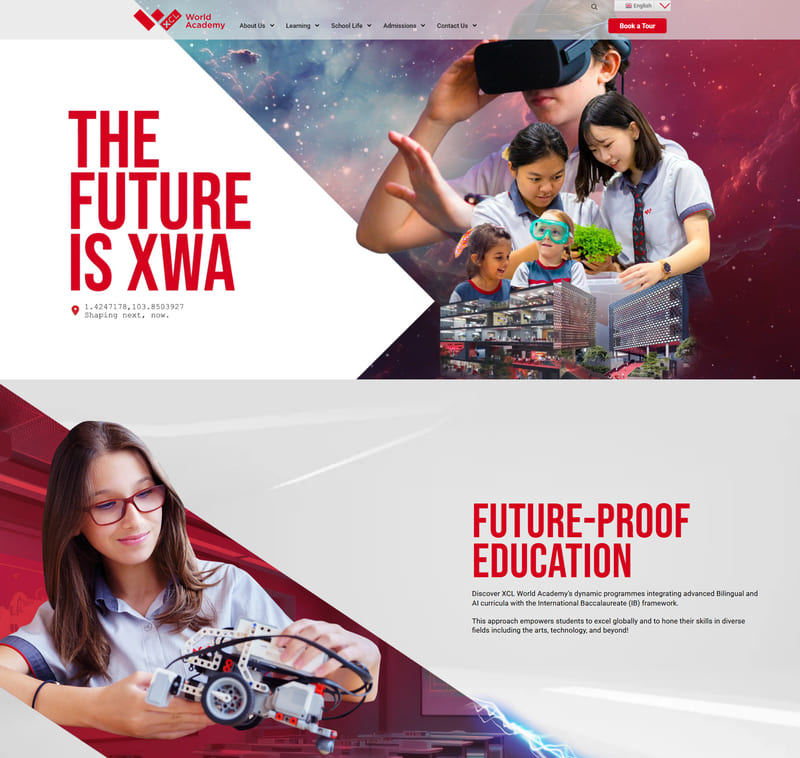 XCL
World
Academy
About Us
Learning
School Life
Admissions
Contact Us
English
Book a Tour
THE
FUTURE
IS XWA
1.4247178,103.8503927
Shaping next, now.
FUTURE-PROOF
EDUCATION
Discover XCL World Academy's dynamic programmes integrating advanced Bilingual and
AI curricula with the International Baccalaureate (IB) framework.
This approach empowers students to excel globally and to hone their skills in diverse
fields including the arts, technology, and beyond!